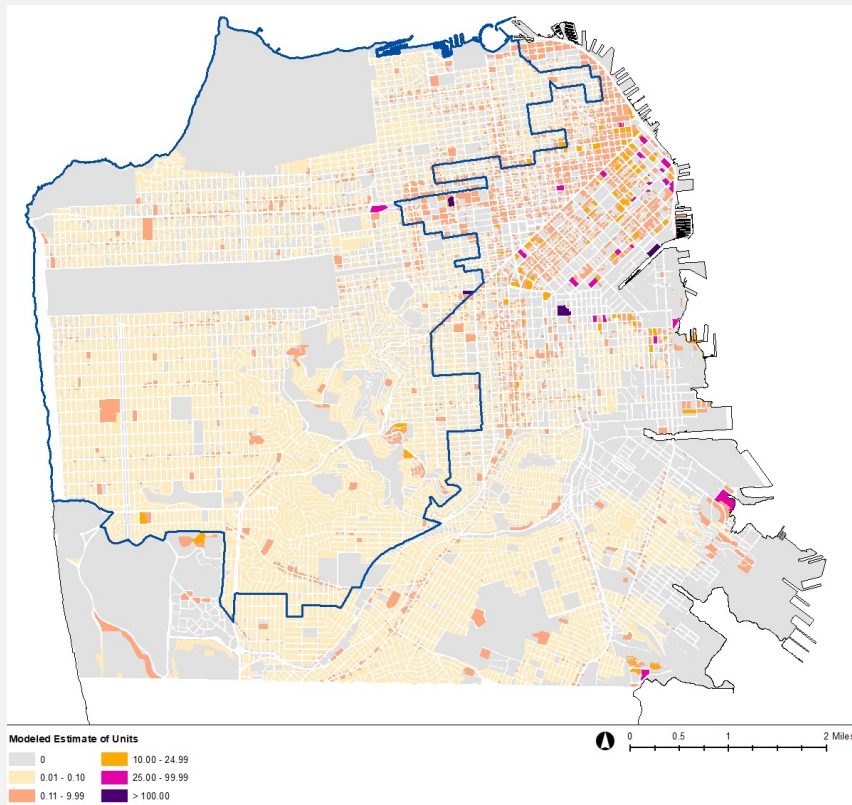 Modeled Estimate of Units
0
0.01 - 0.10
0.11 - 9.99
10.00 - 24.99
25.00 - 99.99
> 100.00
0 0.5 1 2 Miles